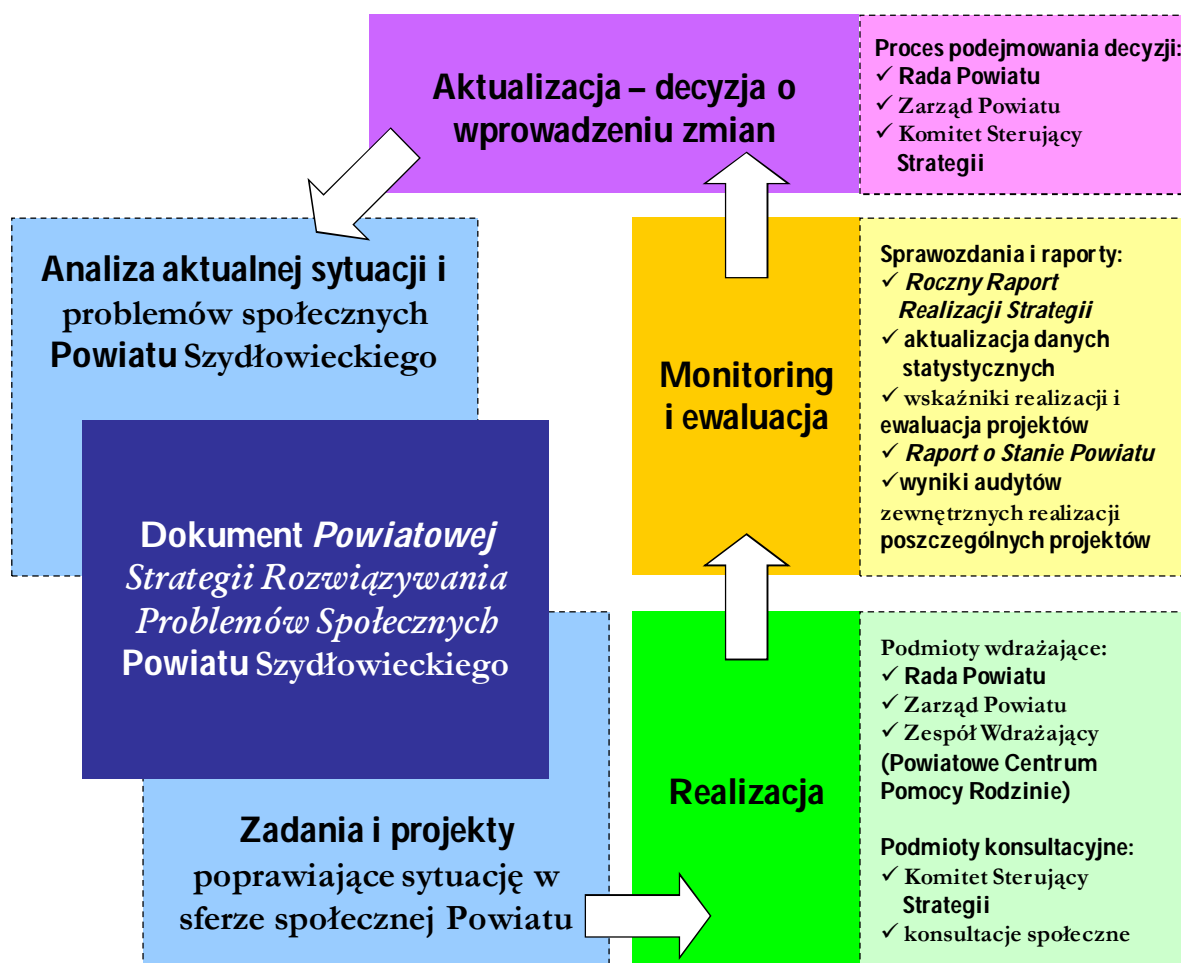 Aktualizacja – decyzja o
wprowadzeniu zmian
Proces podejmowania decyzji:
✓ Rada Powiatu
✓ Zarząd Powiatu
✓ Komitet Sterujący
Strategii
Analiza aktualnej sytuacji i
problemów społecznych
Powiatu Szydłowieckiego
Monitoring
i ewaluacja
Sprawozdania i raporty:
✓ Roczny Raport
Realizacji Strategii
✓ aktualizacja danych
statystycznych
✓ wskaźniki realizacji i
ewaluacja projektów
✓ Raport o Stanie Powiatu
✓ wyniki audytów
zewnętrznych realizacji
poszczególnych projektów
Dokument Powiatowej
Strategii Rozwiązywania
Problemów Społecznych
Powiatu Szydłowieckiego
Zadania i projekty
poprawiające sytuację w
sferze społecznej Powiatu
Realizacja
Podmioty wdrażające:
✓ Rada Powiatu
✓ Zarząd Powiatu
✓ Zespół Wdrażający
(Powiatowe Centrum
Pomocy Rodzinie)
Podmioty konsultacyjne:
✓ Komitet Sterujący
Strategii
✓ konsultacje społeczne